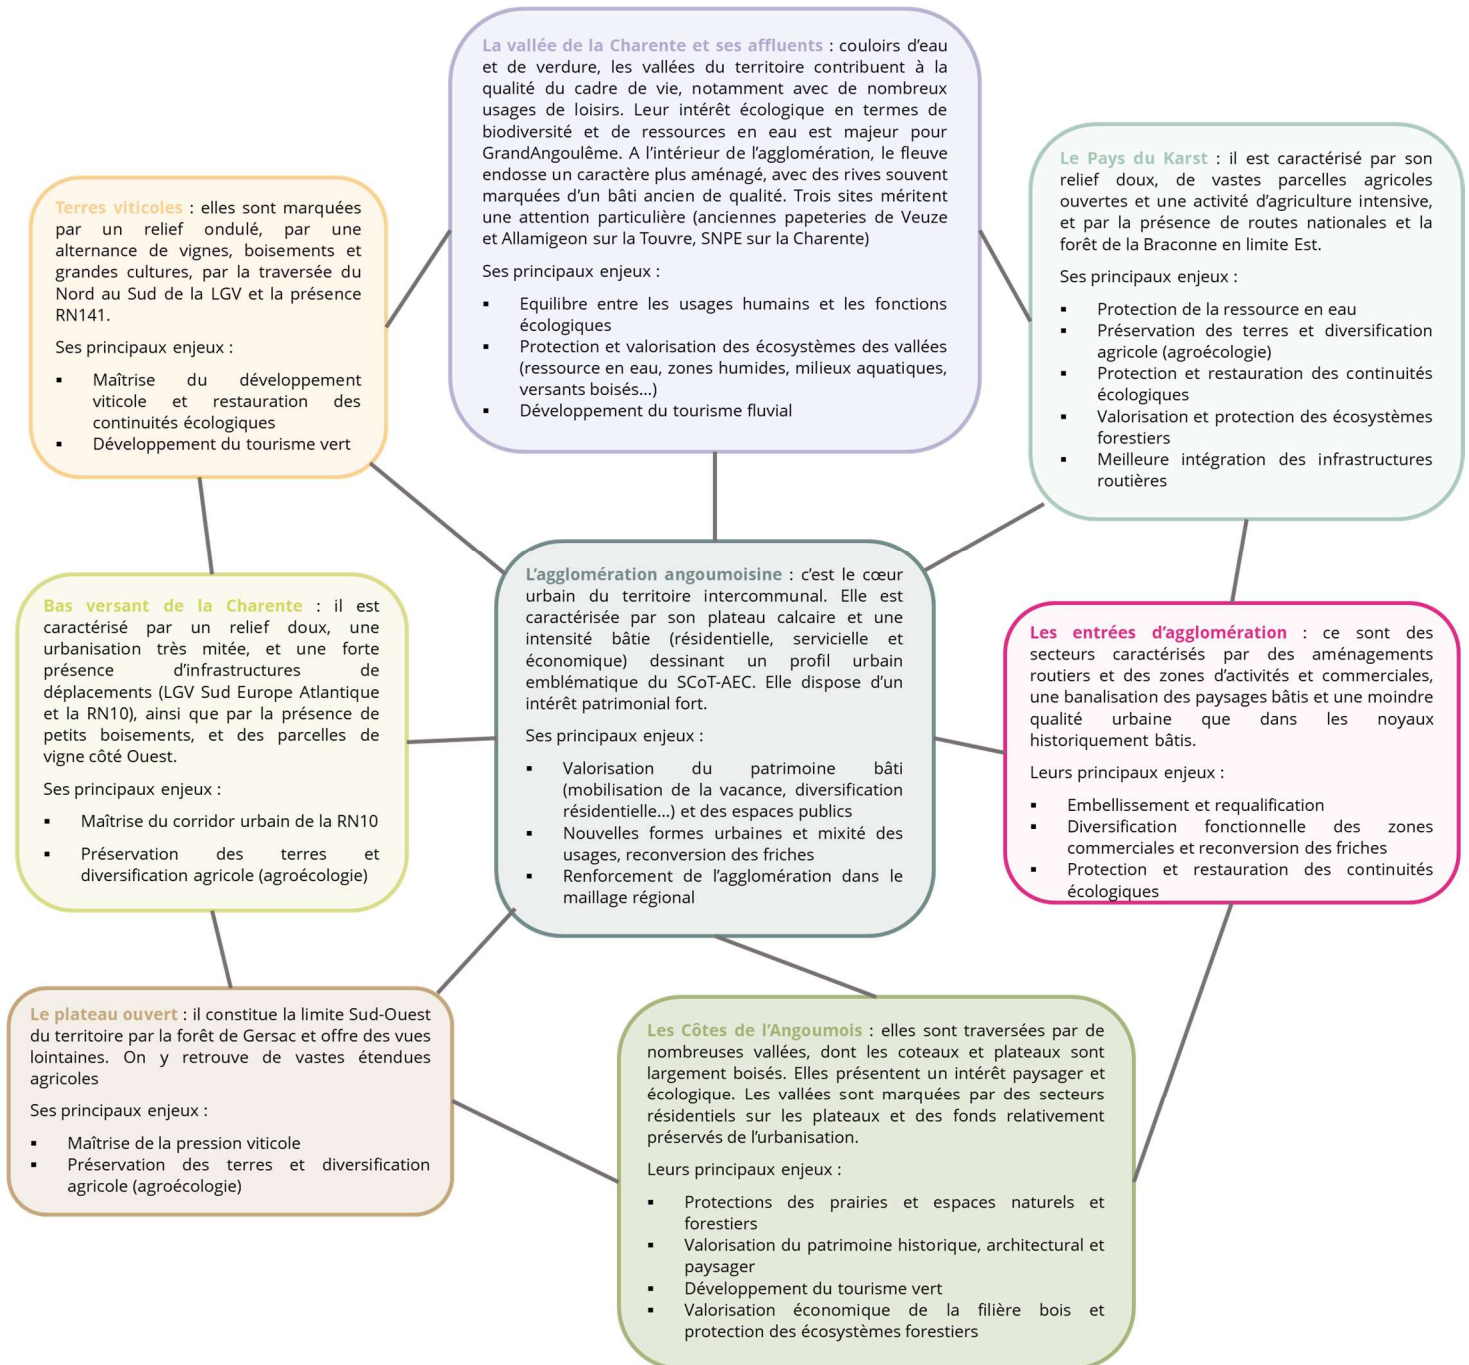 La vallée de la Charente et ses affluents : couloirs d’eau
et de verdure, les vallées du territoire contribuent à la
qualité du cadre de vie, notamment avec de nombreux
usages de loisirs. Leur intérêt écologique en termes de
biodiversité et de ressources en eau est majeur pour
GrandAngoulême. A l’intérieur de l’agglomération, le fleuve
endosse un caractère plus aménagé, avec des rives souvent
marquées d’un bâti ancien de qualité. Trois sites méritent
une attention particulière (anciennes papeteries de Veuze
et Allamigeon sur la Touvre, SNPE sur la Charente)
Ses principaux enjeux :
▪ Equilibre entre les usages humains et les fonctions
écologiques
▪ Protection et valorisation des écosystèmes des vallées
(ressource en eau, zones humides, milieux aquatiques,
versants boisés...)
▪ Développement du tourisme fluvial
Le Pays du Karst : il est caractérisé par son
relief doux, de vastes parcelles agricoles
ouvertes et une activité d’agriculture intensive,
et par la présence de routes nationales et la
forêt de la Braconne en limite Est.
Ses principaux enjeux :
▪ Protection de la ressource en eau
▪ Préservation des terres et diversification
agricole (agroécologie)
▪ Protection et restauration des continuités
écologiques
▪ Valorisation et protection des écosystèmes
forestiers
▪ Meilleure intégration des infrastructures
routières
Terres viticoles : elles sont marquées
par un relief ondulé, par une
alternance de vignes, boisements et
grandes cultures, par la traversée du
Nord au Sud de la LGV et la présence
RN141.
Ses principaux enjeux :
▪ Maîtrise du développement
viticole et restauration des
continuités écologiques
▪ Développement du tourisme vert
Bas versant de la Charente : il est
caractérisé par un relief doux, une
urbanisation très mitée, et une forte
présence d’infrastructures de
déplacements (LGV Sud Europe Atlantique
et la RN10), ainsi que par la présence de
petits boisements, et des parcelles de
vigne côté Ouest.
Ses principaux enjeux :
▪ Maîtrise du corridor urbain de la RN10
▪ Préservation des terres et
diversification agricole (agroécologie)
L’agglomération angoumoisine : c’est le cœur
urbain du territoire intercommunal. Elle est
caractérisée par son plateau calcaire et une
intensité bâtie (résidentielle, servicielle et
économique) dessinant un profil urbain
emblématique du SCoT-AEC. Elle dispose d’un
intérêt patrimonial fort.
Ses principaux enjeux :
▪ Valorisation du patrimoine bâti
(mobilisation de la vacance, diversification
résidentielle...) et des espaces publics
▪ Nouvelles formes urbaines et mixité des
usages, reconversion des friches
▪ Renforcement de l’agglomération dans le
maillage régional
Les entrées d’agglomération : ce sont des
secteurs caractérisés par des aménagements
routiers et des zones d’activités et commerciales,
une banalisation des paysages bâtis et une moindre
qualité urbaine que dans les noyaux
historiquement bâtis.
Leurs principaux enjeux :
▪ Embellissement et requalification
▪ Diversification fonctionnelle des zones
commerciales et reconversion des friches
▪ Protection et restauration des continuités
écologiques
Le plateau ouvert : il constitue la limite Sud-Ouest
du territoire par la forêt de Gersac et offre des vues
lointaines. On y retrouve de vastes étendues
agricoles
Ses principaux enjeux :
▪ Maîtrise de la pression viticole
▪ Préservation des terres et diversification
agricole (agroécologie)
Les Côtes de l’Angoumois : elles sont traversées par de
nombreuses vallées, dont les coteaux et plateaux sont
largement boisés. Elles présentent un intérêt paysager et
écologique. Les vallées sont marquées par des secteurs
résidentiels sur les plateaux et des fonds relativement
préservés de l’urbanisation.
Leurs principaux enjeux :
▪ Protections des prairies et espaces naturels et
forestiers
▪ Valorisation du patrimoine historique, architectural et
paysager
▪ Développement du tourisme vert
▪ Valorisation économique de la filière bois et
protection des écosystèmes forestiers